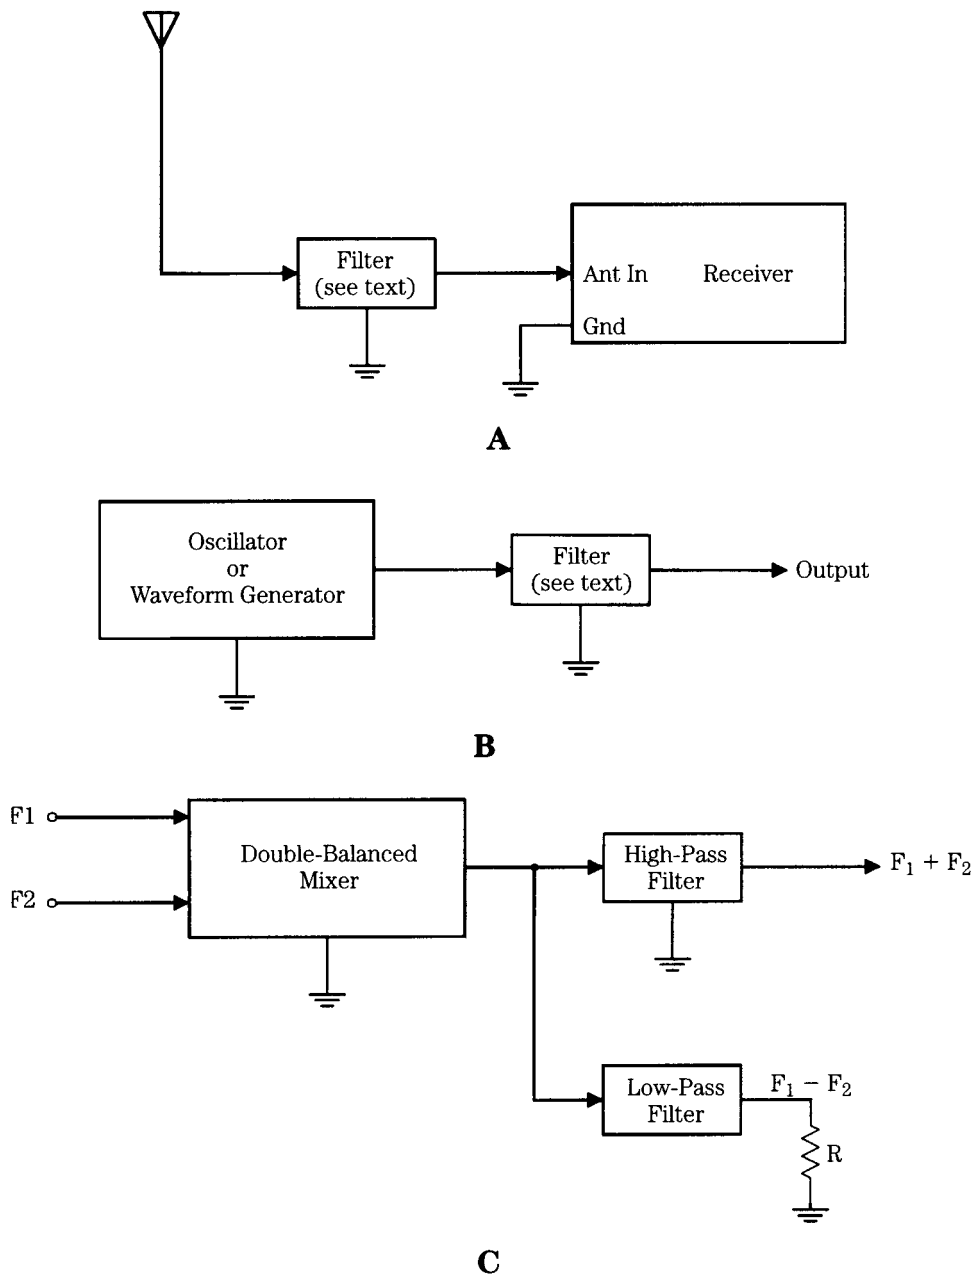 Filter
(see text)
Ant In
Receiver
Gnd
A
Oscillator
or
Waveform Generator
Filter
(see text)
Output
B
F1
F2
Double-Balanced
Mixer
High-Pass
Filter
F₁ + F₂
Low-Pass
Filter
F₁ − F₂
R
C